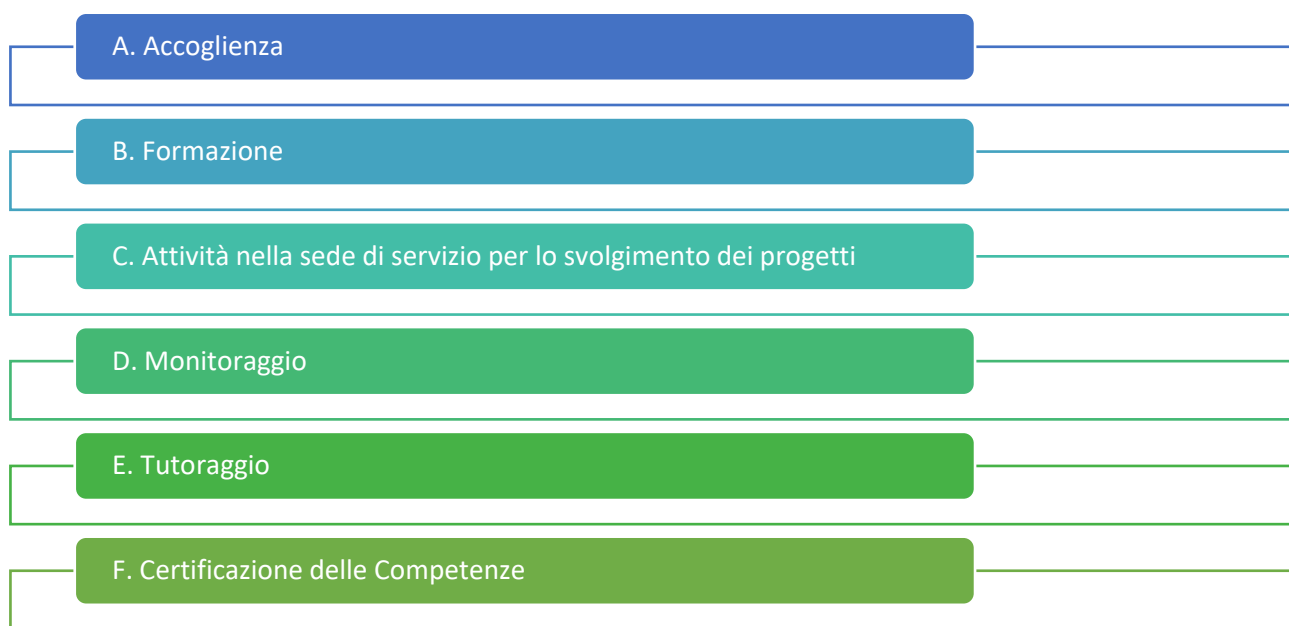 A. Accoglienza
B. Formazione
C. Attività nella sede di servizio per lo svolgimento dei progetti
D. Monitoraggio
E. Tutoraggio
F. Certificazione delle Competenze